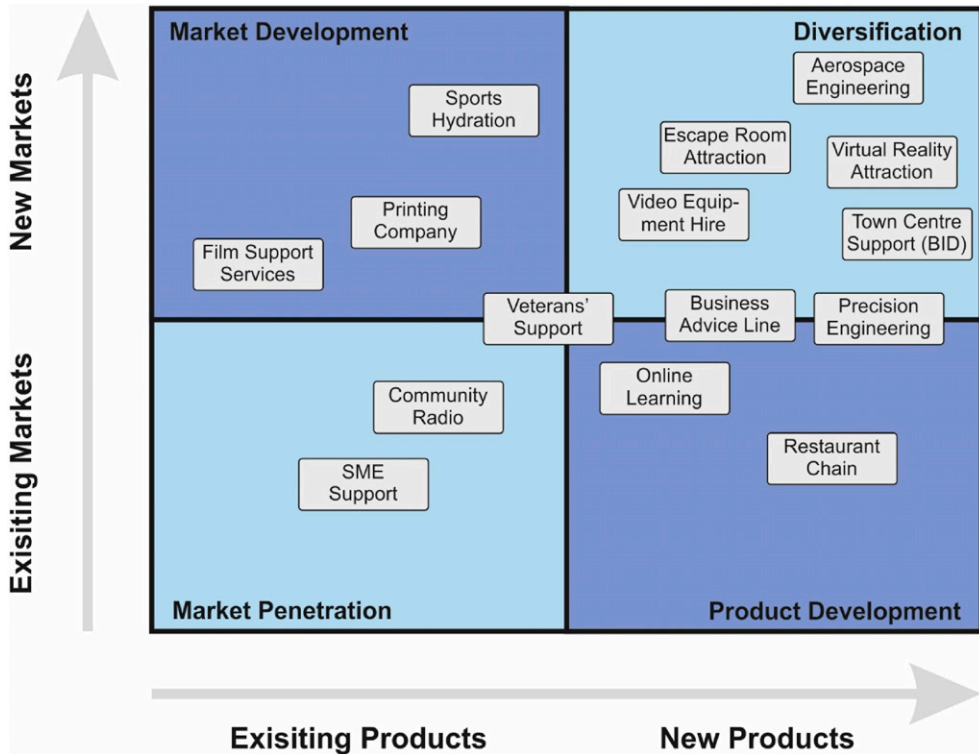 Market Development
Diversification
Aerospace
Engineering
Sports
Hydration
Escape Room
Attraction
Virtual Reality
Attraction
Video Equip-
ment Hire
Printing
Company
Town Centre
Support (BID)
Film Support
Services
New Markets
Veterans’
Support
Business
Advice Line
Precision
Engineering
Online
Learning
Community
Radio
Restaurant
Chain
SME
Support
Exisiting Markets
Market Penetration
Product Development
Exisiting Products
New Products